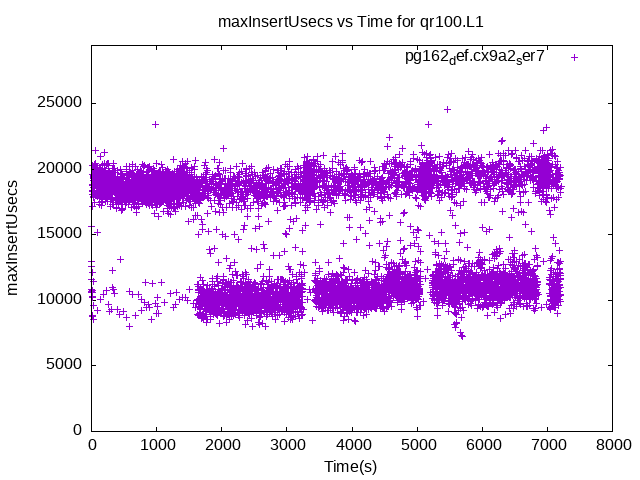 maxInsertUsecs vs Time for qr100.L1
pg162def.cx9a2ser7
25000
20000
15000
10000
5000
0
maxInsertUsecs
0 1000 2000 3000 4000 5000 6000 7000 8000
Time(s)